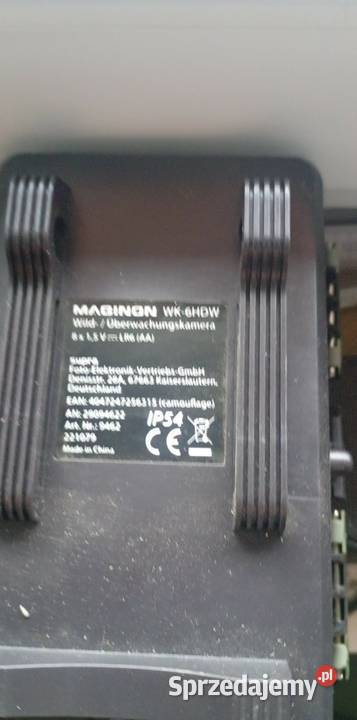 MAGINON WK-6HDW
Wild- / Überwachungskamera
8 x 1,5 V LR6 (AA)
supra
Foto-Elektronik-Vertriebs-GmbH
Denisstr. 28A, 67663 Kaiserslautern,
Deutschland
EAN: 4047247256315 (camouflage)
AN: 29094622
Art. Nr.: 9462
221079
Made in China
IP54
CE
Sprzedajemy.pl